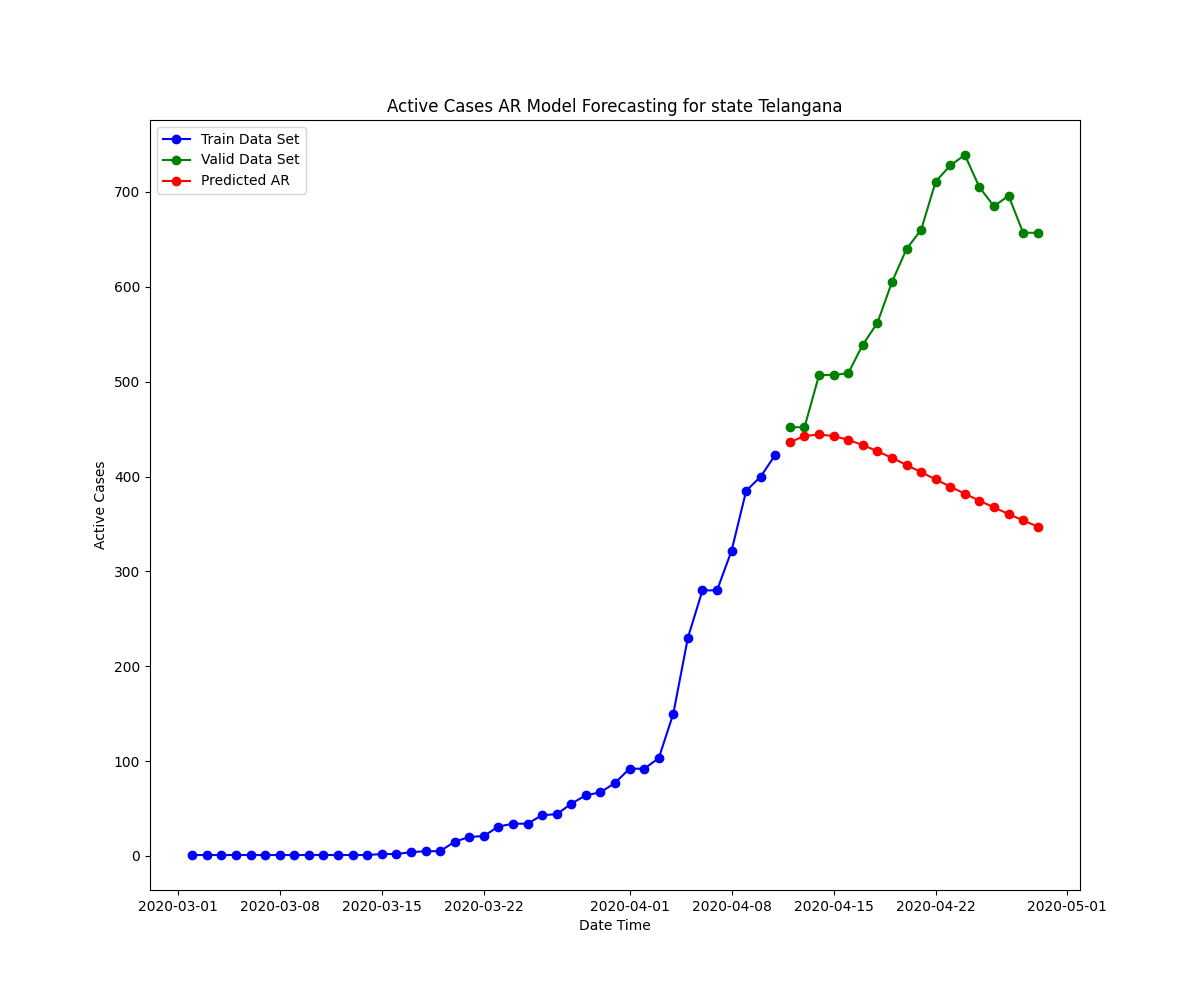 Active Cases AR Model Forecasting for state Telangana
Train Data Set
Valid Data Set
Predicted AR
700
600
500
400
300
200
100
0
Active Cases
2020-03-01 2020-03-08 2020-03-15 2020-03-22 2020-04-01 2020-04-08 2020-04-15 2020-04-22 2020-05-01
Date Time